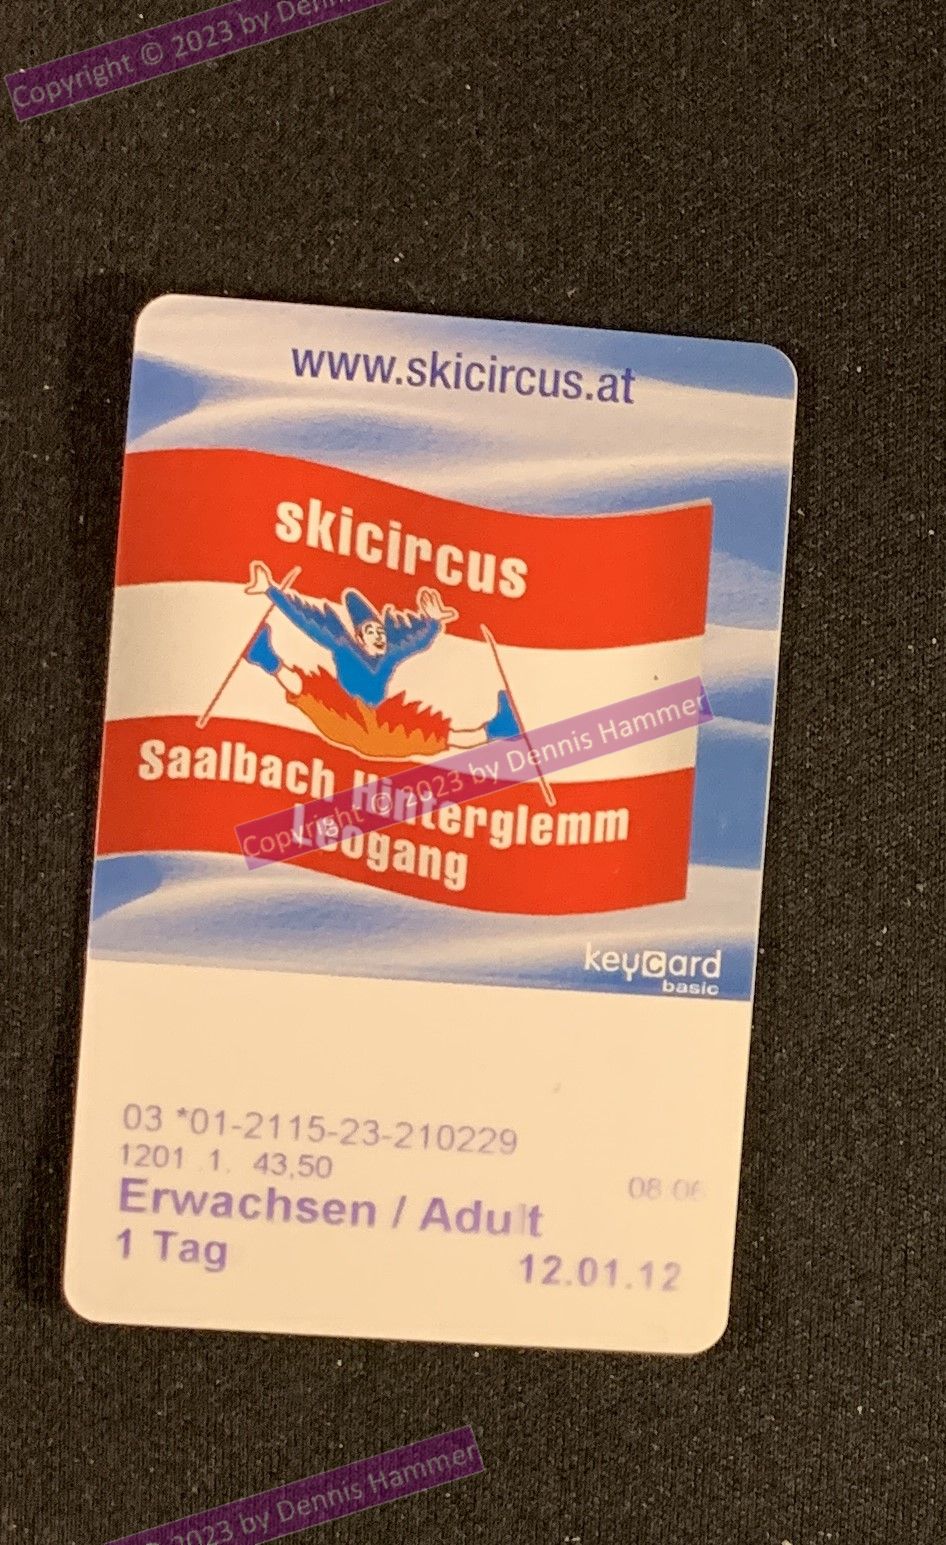 Copyright © 2023 by Dennis
www.skicircus.at
skicircus
Saalbach Hinterglemm
Leogang
Copyright © 2023 by Dennis Hammer
keycard
basic
03 *01-2115-23-210229
1201 1. 43,50
08 06
Erwachsen / Adult
1 Tag
12.01.12
2023 by Dennis Hammer